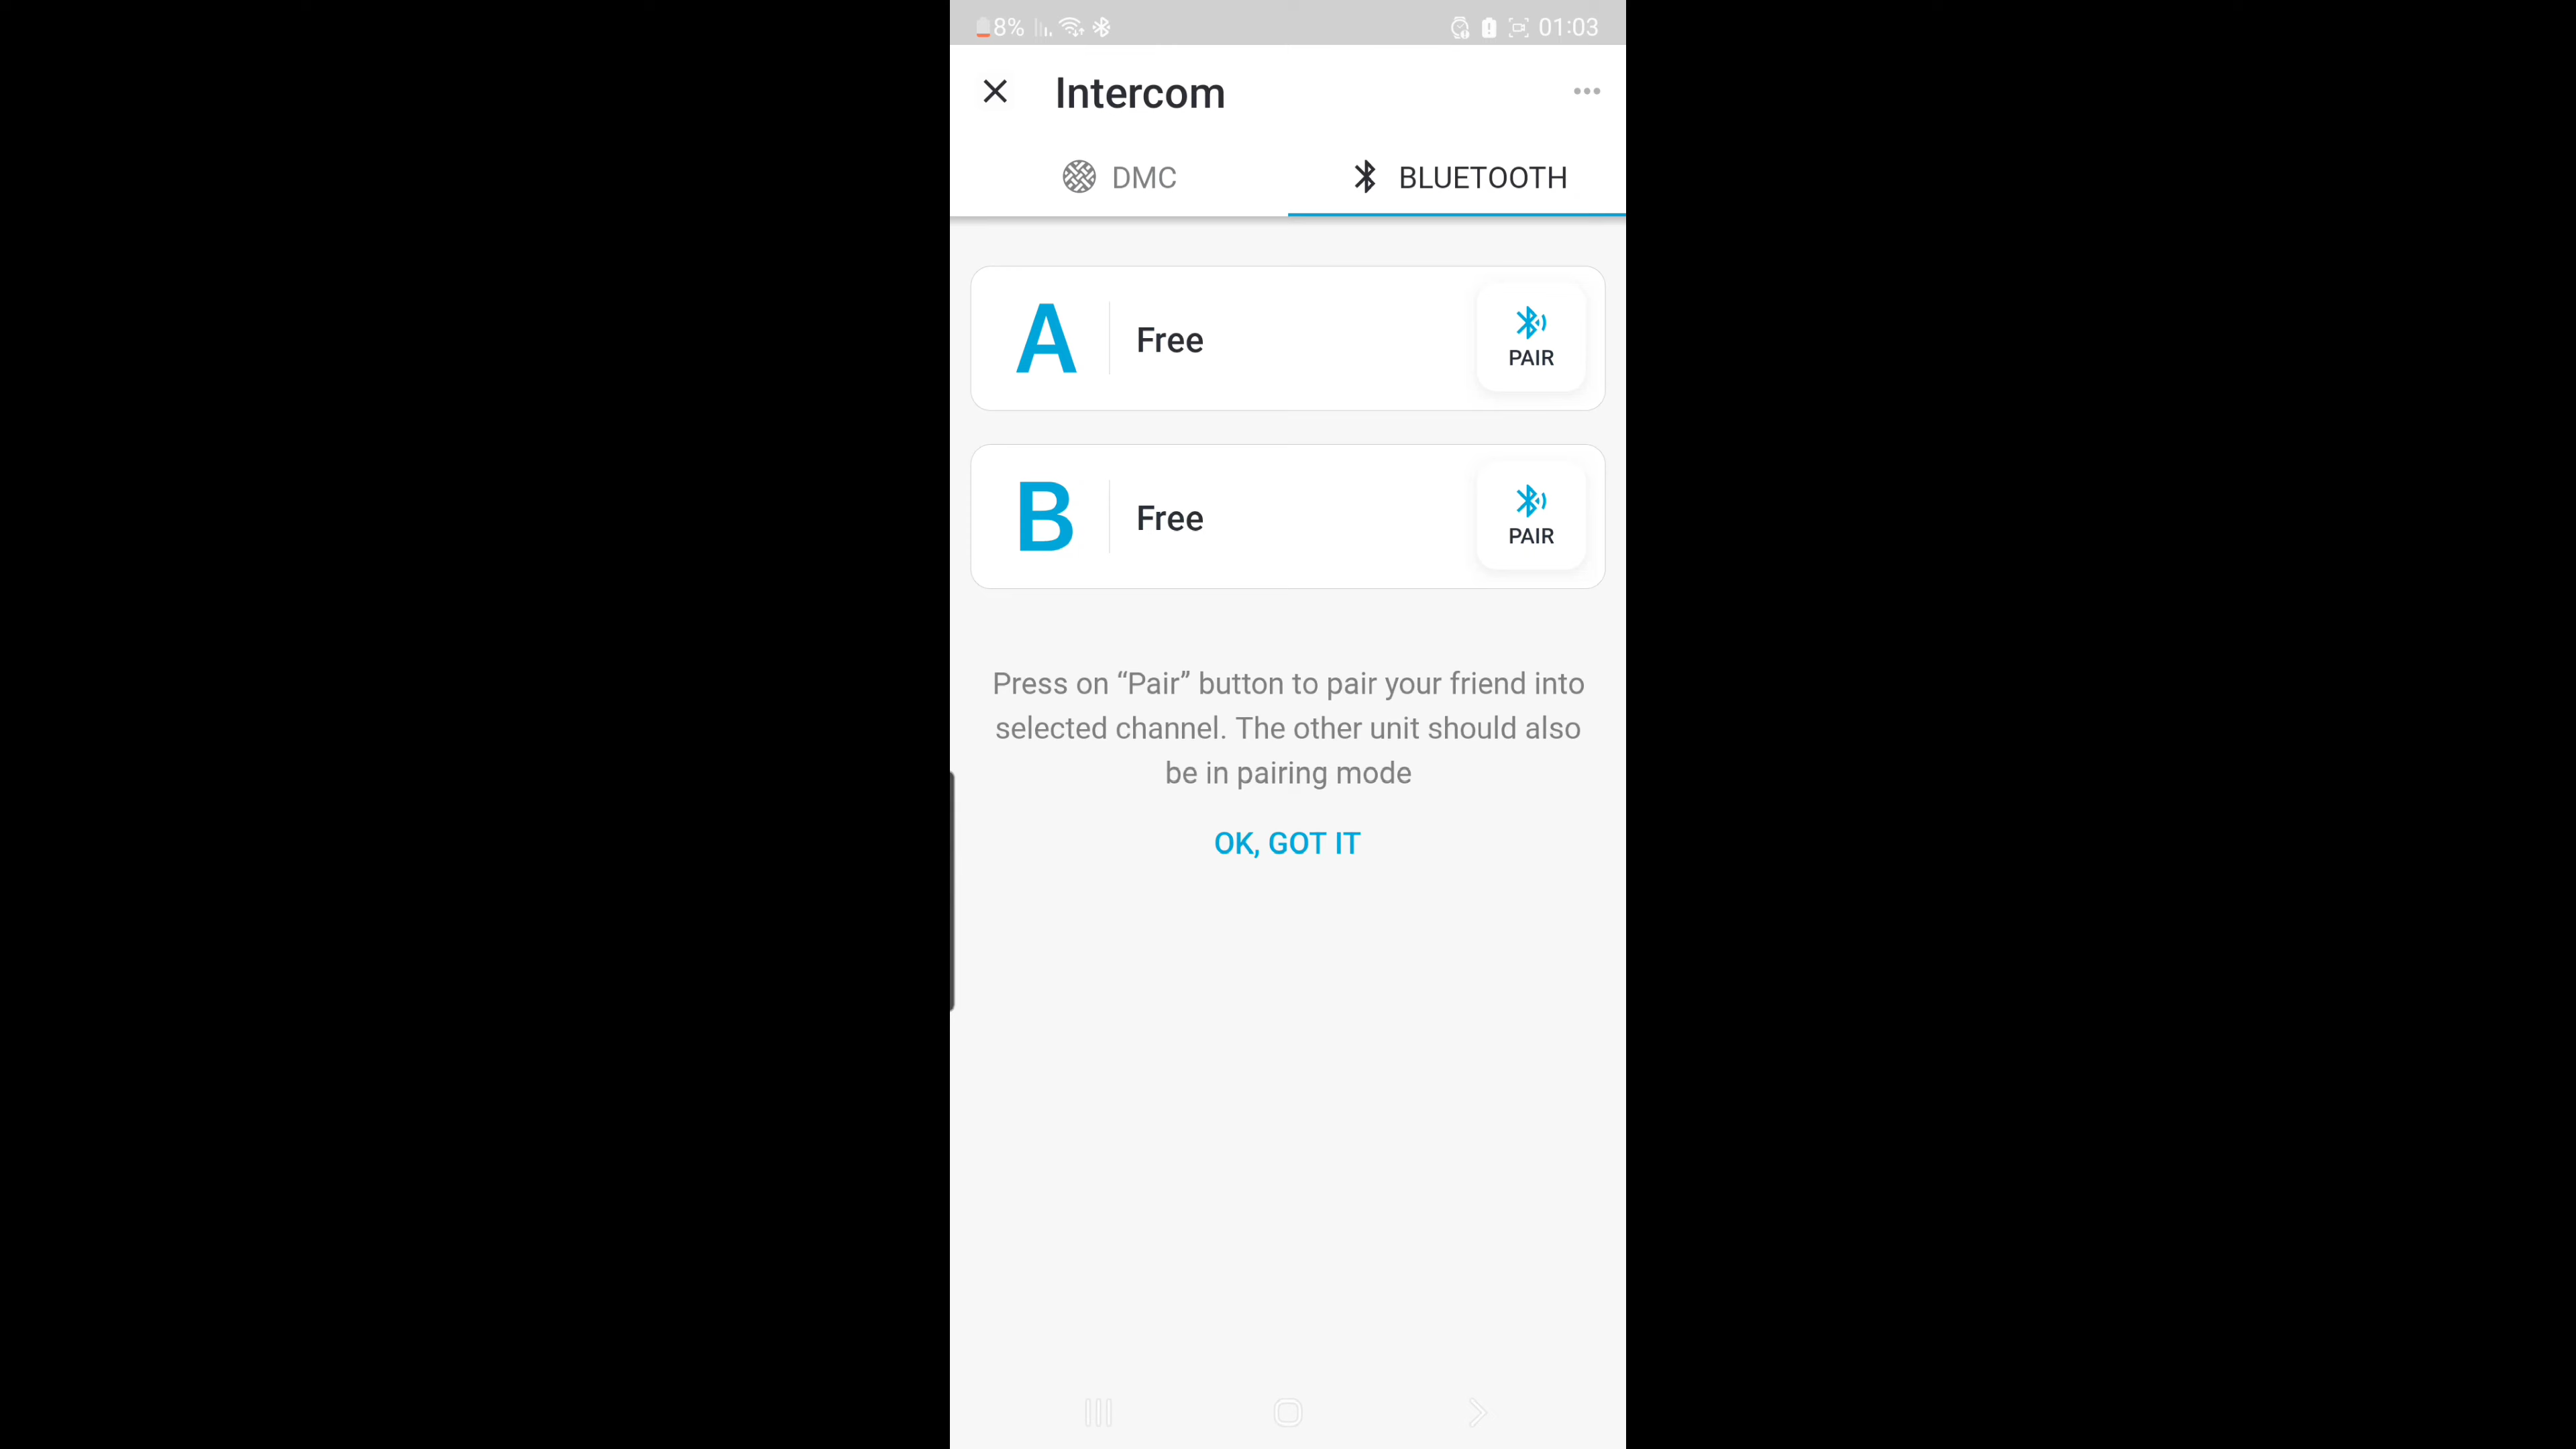 8% 01:03
Intercom
DMC BLUETOOTH
A Free PAIR
B Free PAIR
Press on “Pair” button to pair your friend into
selected channel. The other unit should also
be in pairing mode
OK, GOT IT